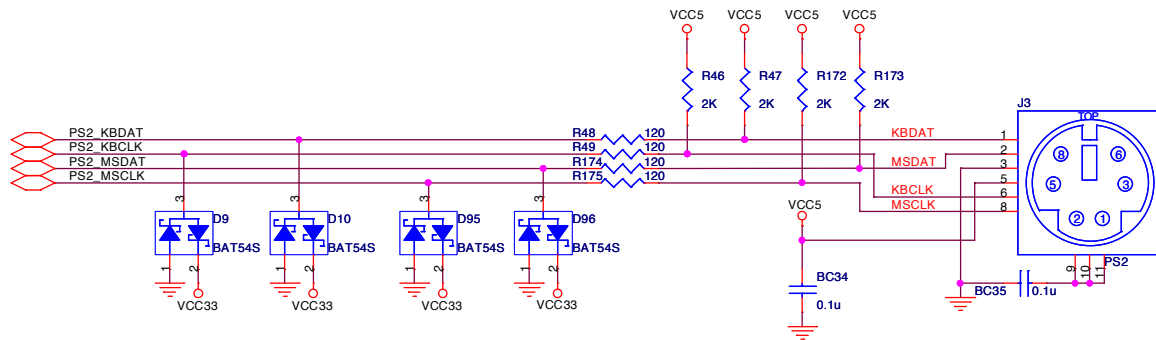 VCC5 VCC5 VCC5 VCC5
R46 R47 R172 R173
2K 2K 2K 2K
J3
TOP
PS2_KBDAT R48 120 KBDAT 1
PS2_KBCLK R49 120 2
PS2_MSDAT R174 120 MSDAT 3
PS2_MSCLK R175 120 5
KBCLK 6
MSCLK 8
8 6
5 3
2 1
3 3 3 3
D9 D10 D95 D96
BAT54S BAT54S BAT54S BAT54S
1 2 1 2 1 2 1 2
VCC33 VCC33 VCC33 VCC33
VCC5
BC34
0.1u
PS2
9 10 11
BC35 0.1u